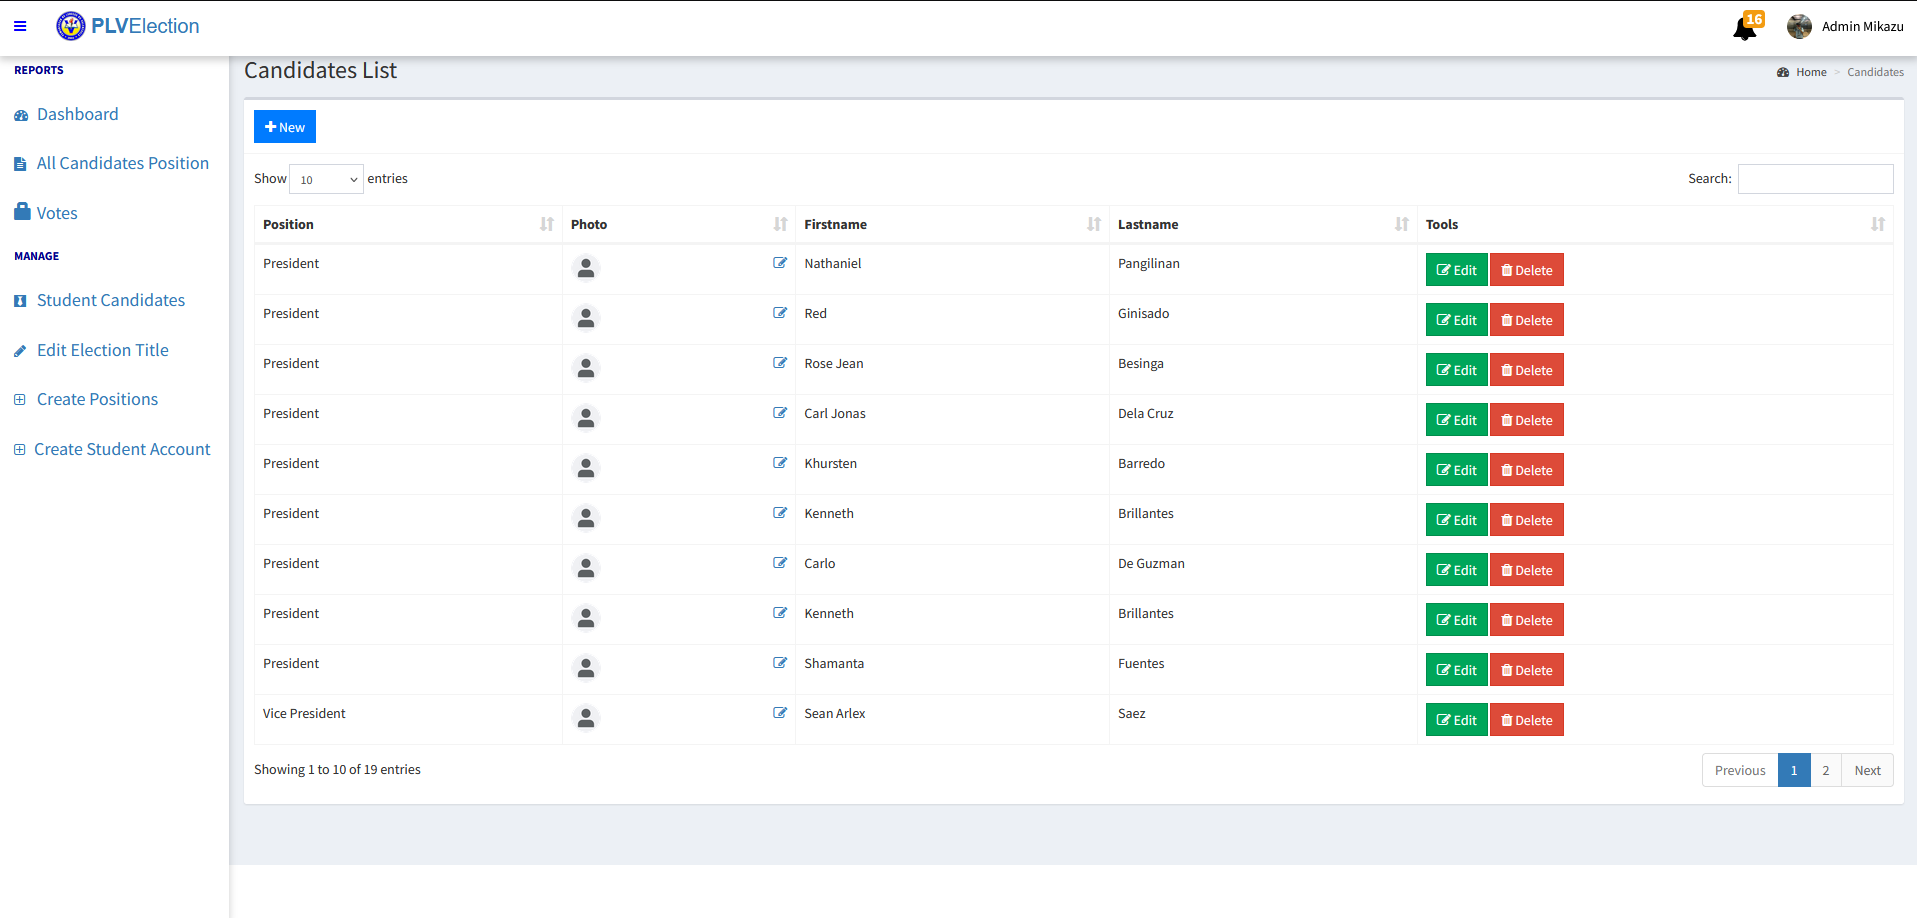 PLVElection
16
Admin Mikazu
REPORTS
Dashboard
All Candidates Position
Votes
MANAGE
Student Candidates
Edit Election Title
Create Positions
Create Student Account
Candidates List
Home > Candidates
New
Show 10 entries
Search:
Position Photo Firstname Lastname Tools
President Nathaniel Pangilinan Edit Delete
President Red Ginisado Edit Delete
President Rose Jean Besinga Edit Delete
President Carl Jonas Dela Cruz Edit Delete
President Khursten Barredo Edit Delete
President Kenneth Brillantes Edit Delete
President Carlo De Guzman Edit Delete
President Kenneth Brillantes Edit Delete
President Shamanta Fuentes Edit Delete
Vice President Sean Arlex Saez Edit Delete
Showing 1 to 10 of 19 entries
Previous 1 2 Next